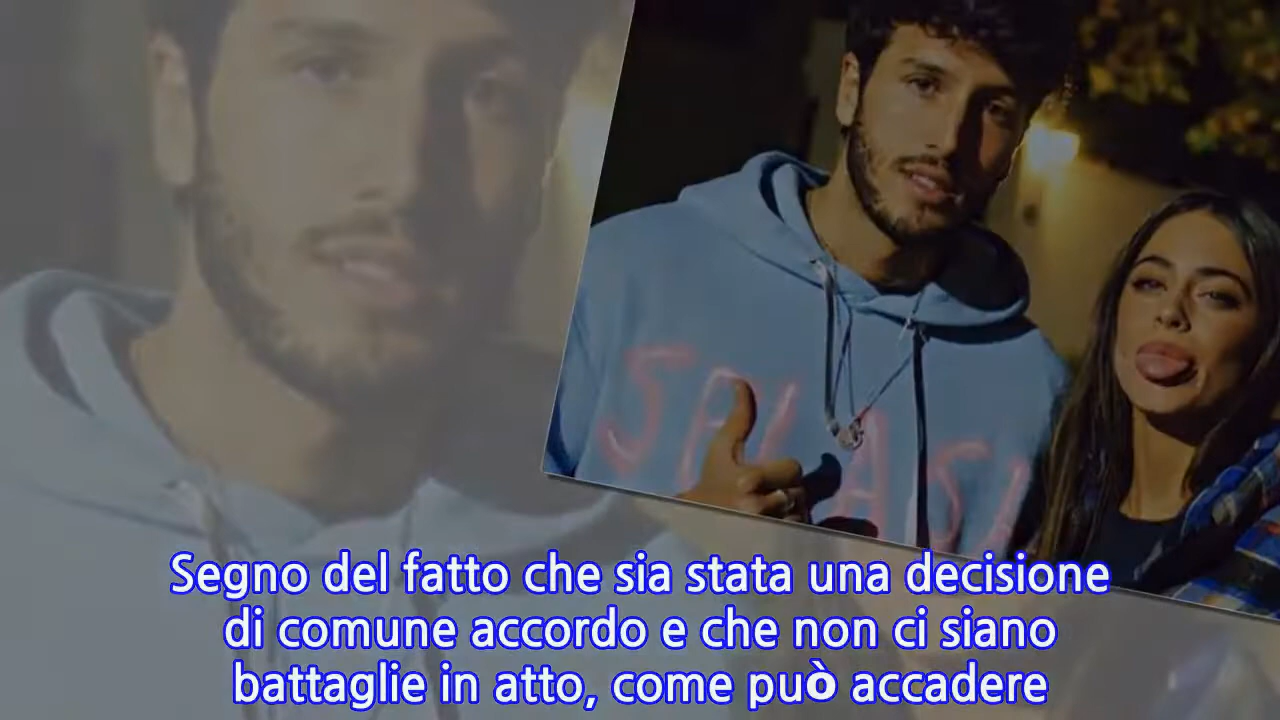 SPLASH
Segno del fatto che sia stata una decisione
di comune accordo e che non ci siano
battaglie in atto, come può accadere